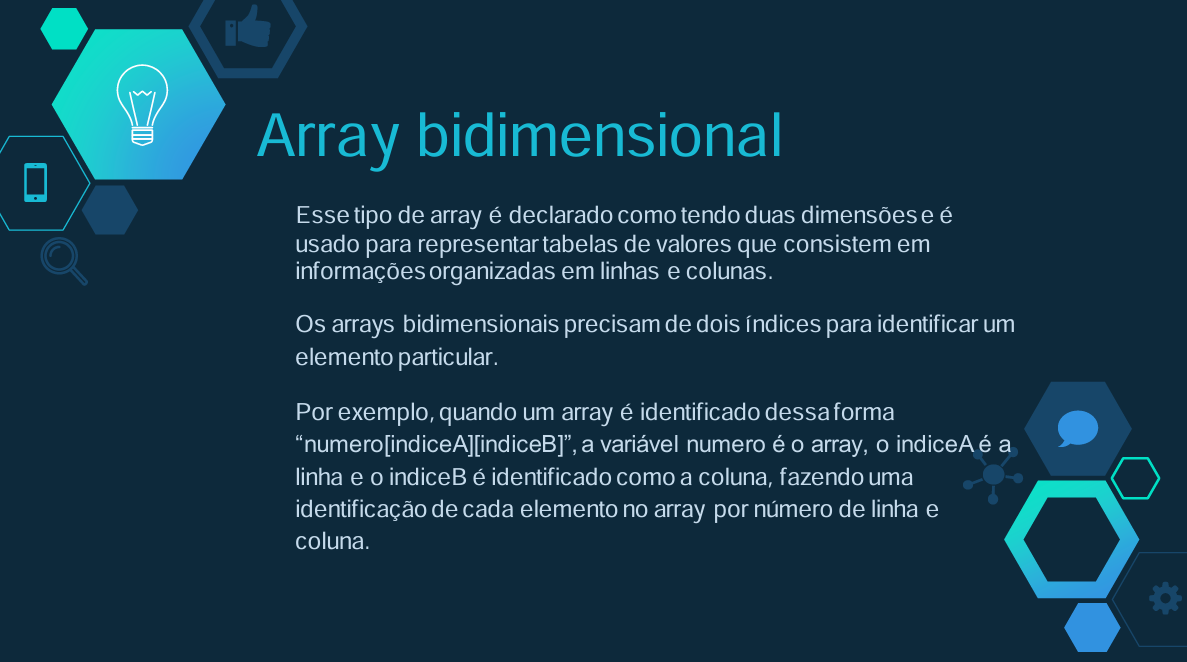 Array bidimensional
Esse tipo de array é declarado como tendo duas dimensões e é
usado para representar tabelas de valores que consistem em
informações organizadas em linhas e colunas.
Os arrays bidimensionais precisam de dois índices para identificar um
elemento particular.
Por exemplo, quando um array é identificado dessa forma
“numero[indiceA][indiceB]”, a variável numero é o array, o indiceA é a
linha e o indiceB é identificado como a coluna, fazendo uma
identificação de cada elemento no array por número de linha e
coluna.